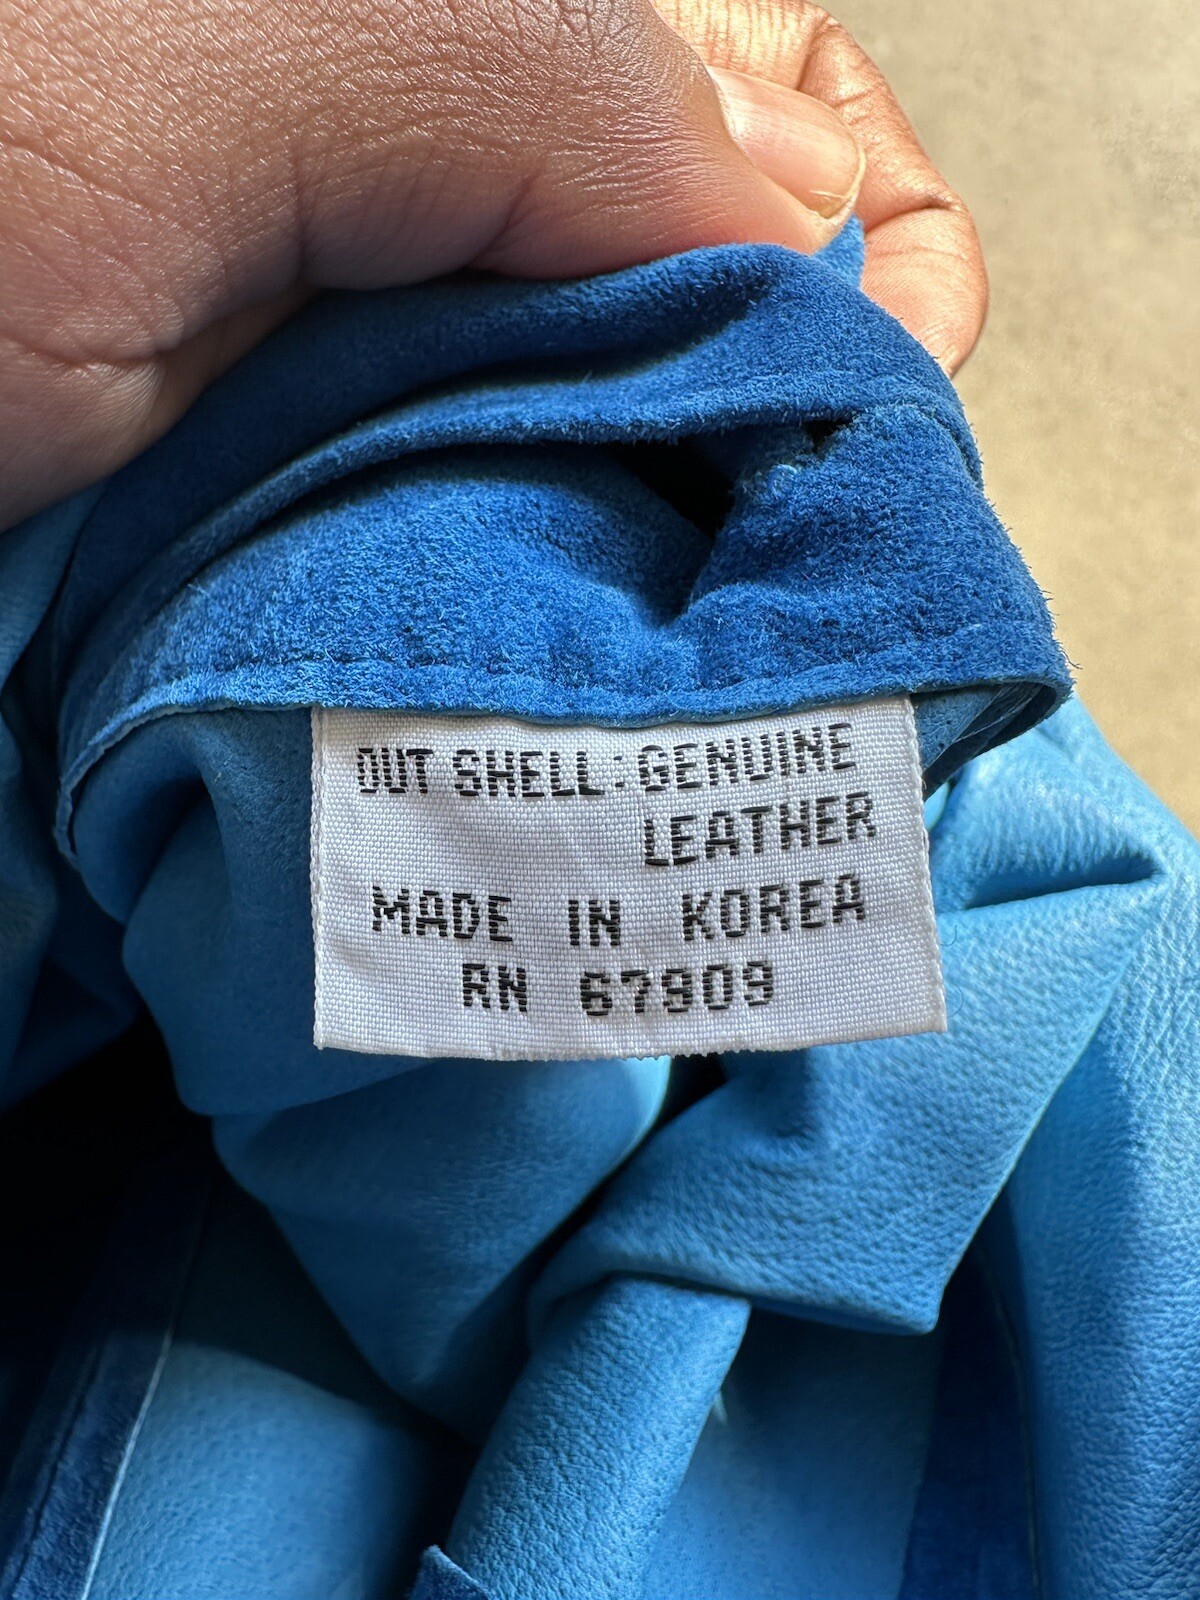 OUT SHELL: GENUINE
LEATHER
MADE IN KOREA
RN 67909